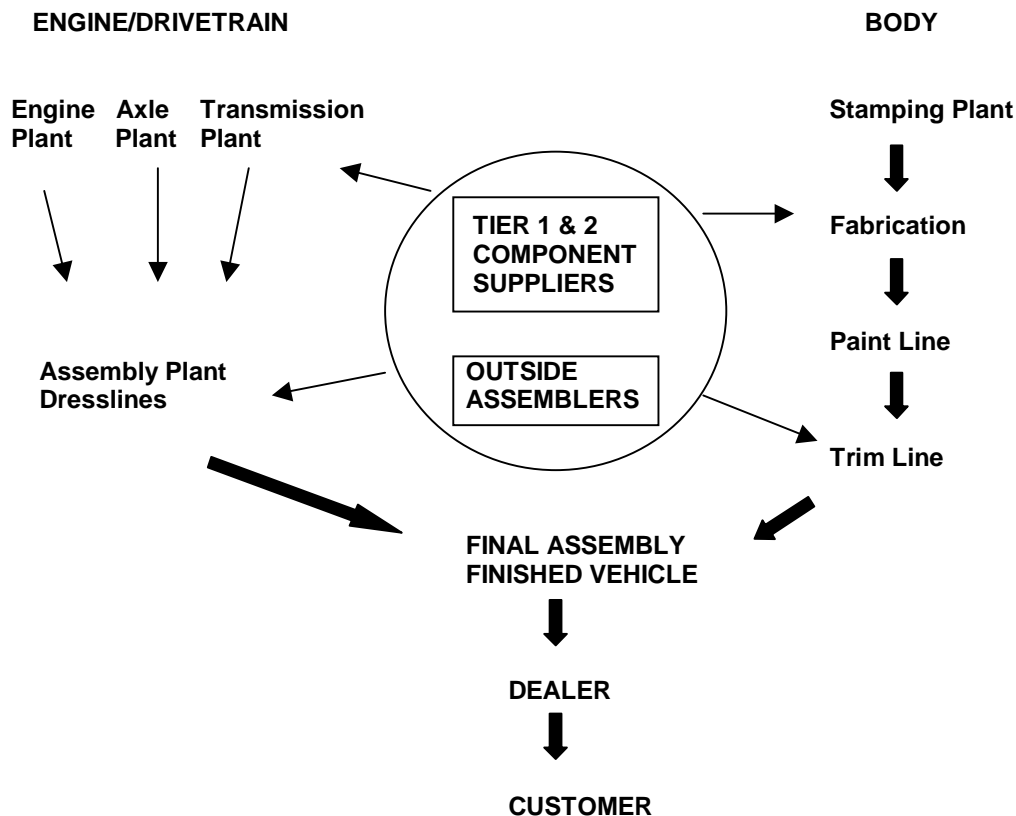 ENGINE/DRIVETRAIN
BODY
Engine Axle Transmission
Plant Plant Plant
Stamping Plant
TIER 1 & 2
COMPONENT
SUPPLIERS
Fabrication
Paint Line
Assembly Plant
Dresslines
OUTSIDE
ASSEMBLERS
Trim Line
FINAL ASSEMBLY
FINISHED VEHICLE
DEALER
CUSTOMER